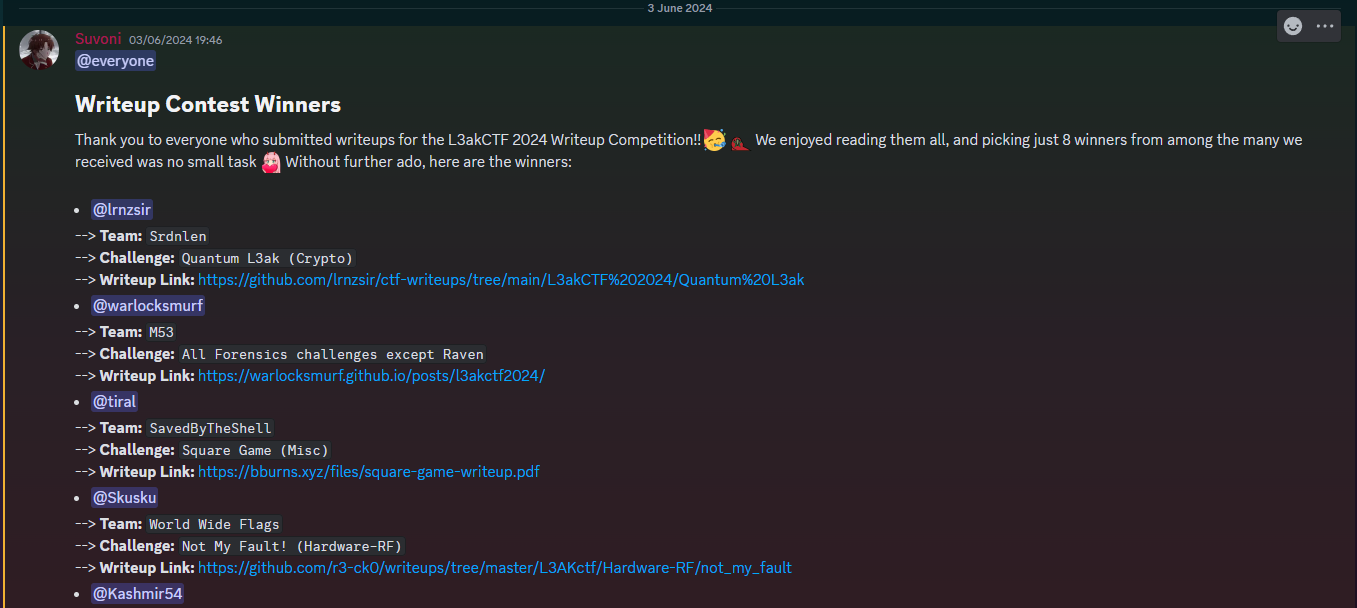 3 June 2024
Suvoni 03/06/2024 19:46
@everyone
Writeup Contest Winners
Thank you to everyone who submitted writeups for the L3akCTF 2024 Writeup Competition!! We enjoyed reading them all, and picking just 8 winners from among the many we
received was no small task Without further ado, here are the winners:
• @lrnzsir
--> Team: Srdnlen
--> Challenge: Quantum L3ak (Crypto)
--> Writeup Link: https://github.com/lrnzsir/ctf-writeups/tree/main/L3akCTF%202024/Quantum%20L3ak
• @warlocksmurf
--> Team: M53
--> Challenge: All Forensics challenges except Raven
--> Writeup Link: https://warlocksmurf.github.io/posts/l3akctf2024/
• @tiral
--> Team: SavedByTheShell
--> Challenge: Square Game (Misc)
--> Writeup Link: https://bburns.xyz/files/square-game-writeup.pdf
• @Skusku
--> Team: World Wide Flags
--> Challenge: Not My Fault! (Hardware-RF)
--> Writeup Link: https://github.com/r3-ck0/writeups/tree/master/L3AKctf/Hardware-RF/not_my_fault
• @Kashmir54